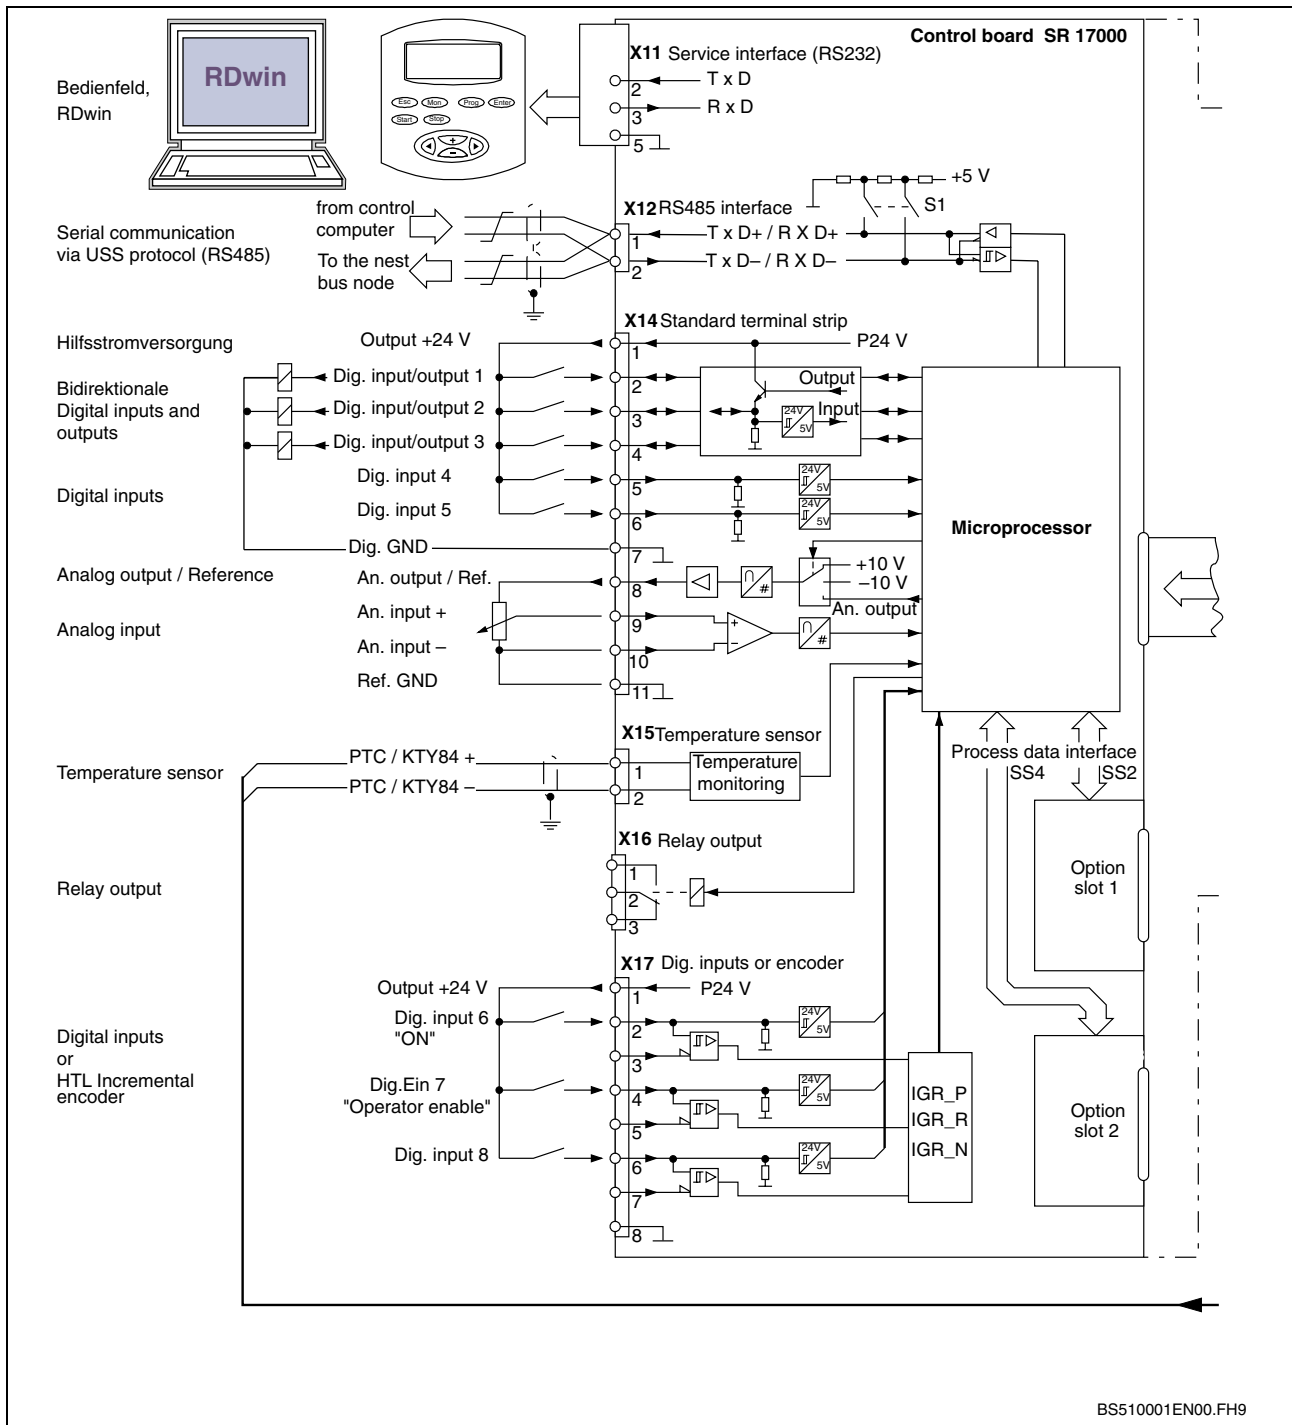 Control board SR 17000
RDwin
Bedienfeld,
RDwin
Esc
Mon
Prog
Enter
Start
Stop
+
–
X11 Service interface (RS232)
T x D
2
R x D
3
5
+5 V
S1
Serial communication
via USS protocol (RS485)
from control
computer
To the nest
bus node
X12 RS485 interface
1
T x D+ / R X D+
2
T x D– / R X D–
X14 Standard terminal strip
Hilfsstromversorgung
Output +24 V
1
P24 V
Bidirektionale
Digital inputs and
outputs
Dig. input/output 1
2
Dig. input/output 2
3
Dig. input/output 3
4
Output
Input
24V
5V
Digital inputs
Dig. input 4
5
24V
5V
Dig. input 5
6
24V
5V
Microprocessor
Dig. GND
7
Analog output / Reference
An. output / Ref.
8
#
+10 V
–10 V
An. output
Analog input
An. input +
9
+
–
#
An. input –
10
Ref. GND
11
X15 Temperature sensor
Temperature sensor
PTC / KTY84 +
1
PTC / KTY84 –
2
Temperature
monitoring
Process data interface
SS4
SS2
X16 Relay output
Relay output
1
2
3
Option
slot 1
X17 Dig. inputs or encoder
Digital inputs
or
HTL Incremental
encoder
Output +24 V
1
P24 V
Dig. input 6
"ON"
2
24V
5V
3
Dig.Ein 7
"Operator enable"
4
24V
5V
5
Dig. input 8
6
24V
5V
7
8
IGR_P
IGR_R
IGR_N
Option
slot 2
BS510001EN00.FH9